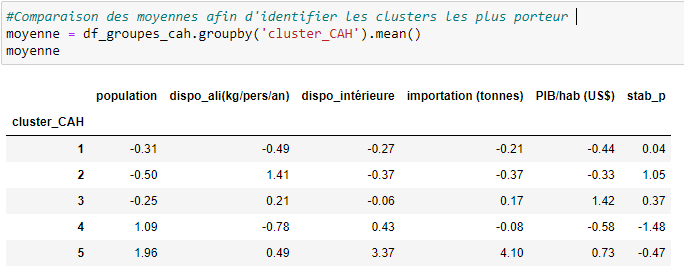 #Comparaison des moyennes afin d'identifier les clusters les plus porteur
moyenne = df_groupes_cah.groupby('cluster_CAH').mean()
moyenne
population dispo_ali(kg/pers/an) dispo_intérieure importation (tonnes) PIB/hab (US$) stab_p
cluster_CAH
1 -0.31 -0.49 -0.27 -0.21 -0.44 0.04
2 -0.50 1.41 -0.37 -0.37 -0.33 1.05
3 -0.25 0.21 -0.06 0.17 1.42 0.37
4 1.09 -0.78 0.43 -0.08 -0.58 -1.48
5 1.96 0.49 3.37 4.10 0.73 -0.47